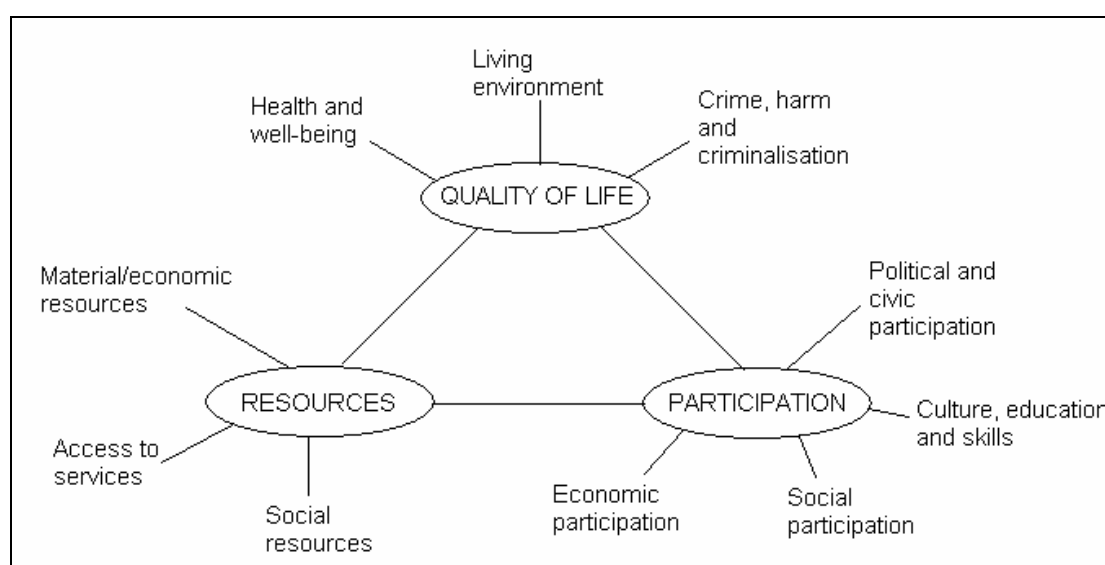 Living
environment
Health and
well-being
Crime, harm
and
criminalisation
QUALITY OF LIFE
Material/economic
resources
Political and
civic
participation
RESOURCES
PARTICIPATION
Culture, education
and skills
Access to
services
Social
resources
Economic
participation
Social
participation